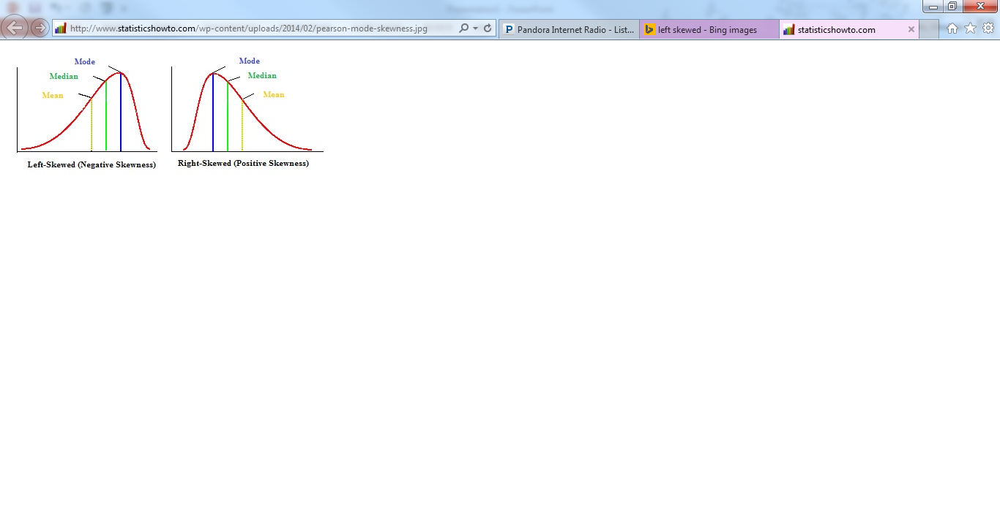 http://www.statisticshowto.com/wp-content/uploads/2014/02/pearson-mode-skewness.jpg
Pandora Internet Radio - List...
left skewed - Bing images
statisticshowto.com
Mode
Median
Mean
Left-Skewed (Negative Skewness)
Mode
Median
Mean
Right-Skewed (Positive Skewness)